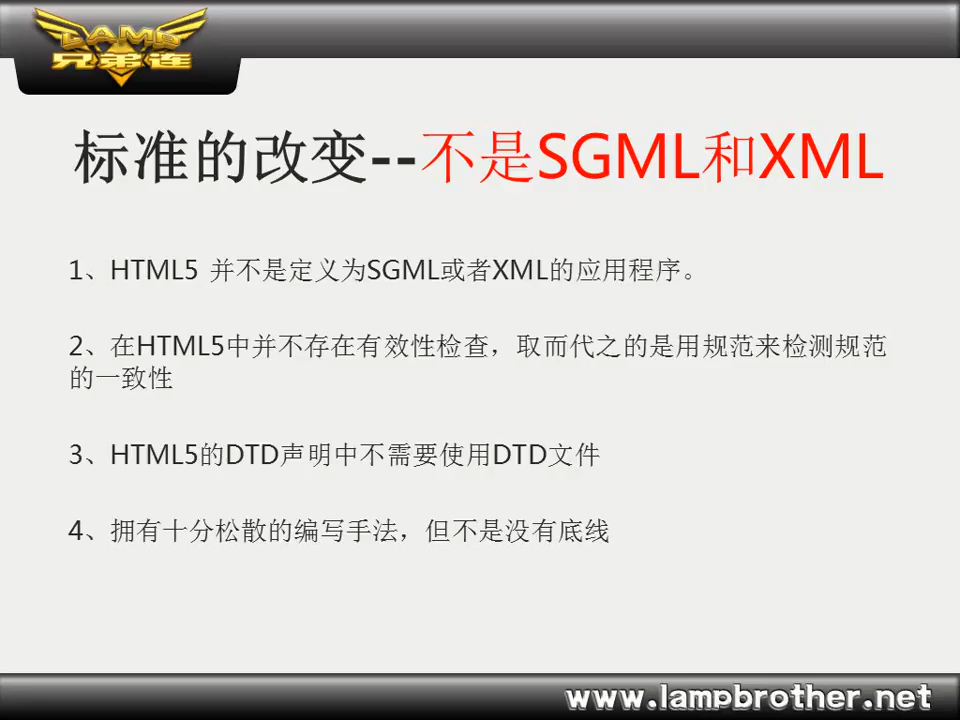 LAMP
兄弟连
标准的改变--不是SGML和XML
1、HTML5 并不是定义为SGML或者XML的应用程序。
2、在HTML5中并不存在有效性检查，取而代之的是用规范来检测规范
的一致性
3、HTML5的DTD声明中不需要使用DTD文件
4、拥有十分松散的编写手法，但不是没有底线
www.lampbrother.net